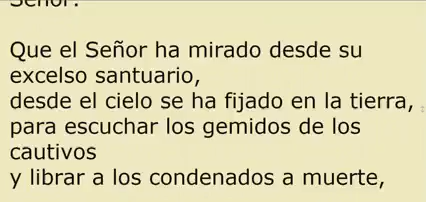 Señor:
Que el Señor ha mirado desde su
excelso santuario,
desde el cielo se ha fijado en la tierra,
para escuchar los gemidos de los
cautivos
y librar a los condenados a muerte,